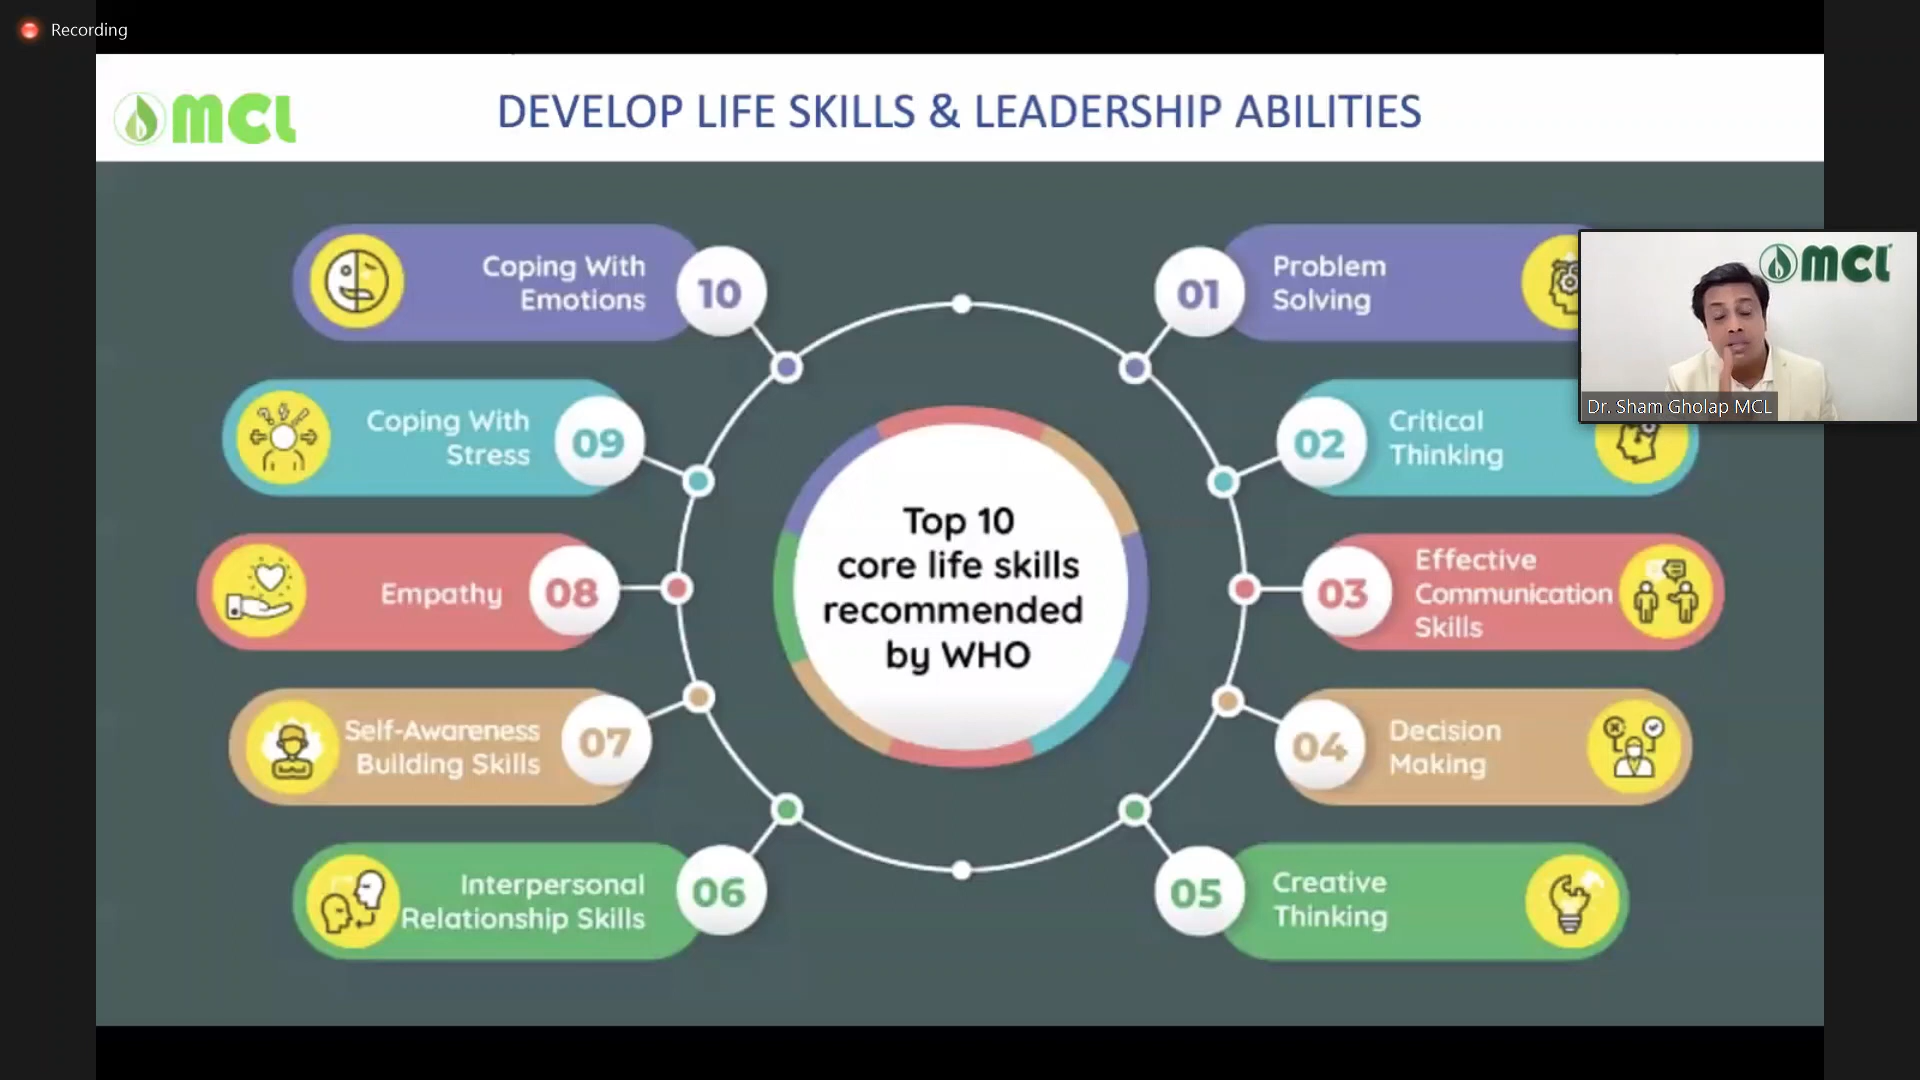 Recording
MCL
DEVELOP LIFE SKILLS & LEADERSHIP ABILITIES
Top 10
core life skills
recommended
by WHO
01
Problem
Solving
02
Critical
Thinking
03
Effective
Communication
Skills
04
Decision
Making
05
Creative
Thinking
06
Interpersonal
Relationship Skills
07
Self-Awareness
Building Skills
08
Empathy
09
Coping With
Stress
10
Coping With
Emotions
MCL
Dr. Sham Gholap MCL